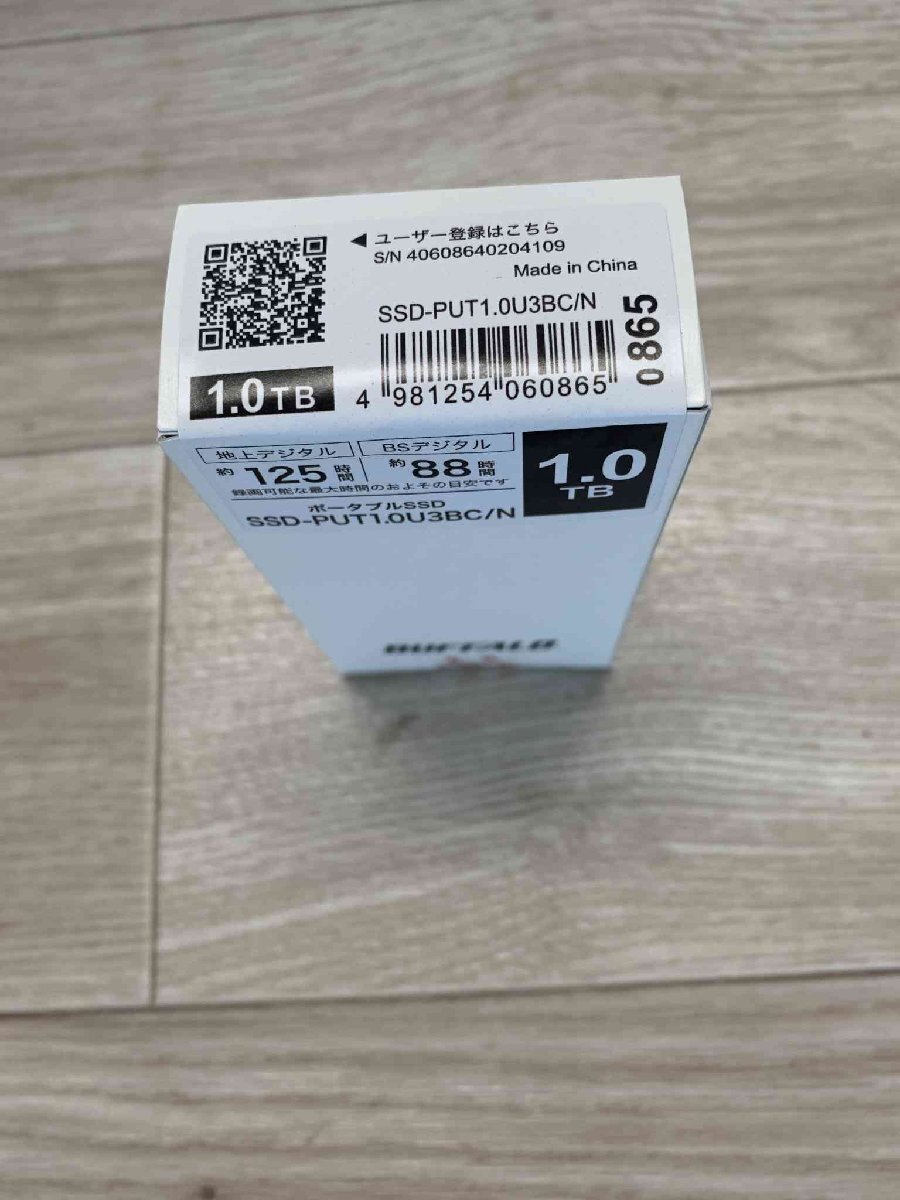 ◀ ユーザー登録はこちら
S/N 40608640204109
Made in China
SSD-PUT1.0U3BC/N
4 981254 060865
0865
1.0TB
地上デジタル
約125時間
BSデジタル
約88時間
録画可能な最大時間のおよその目安です
1.0
TB
ポータブルSSD
SSD-PUT1.0U3BC/N
BUFFALO